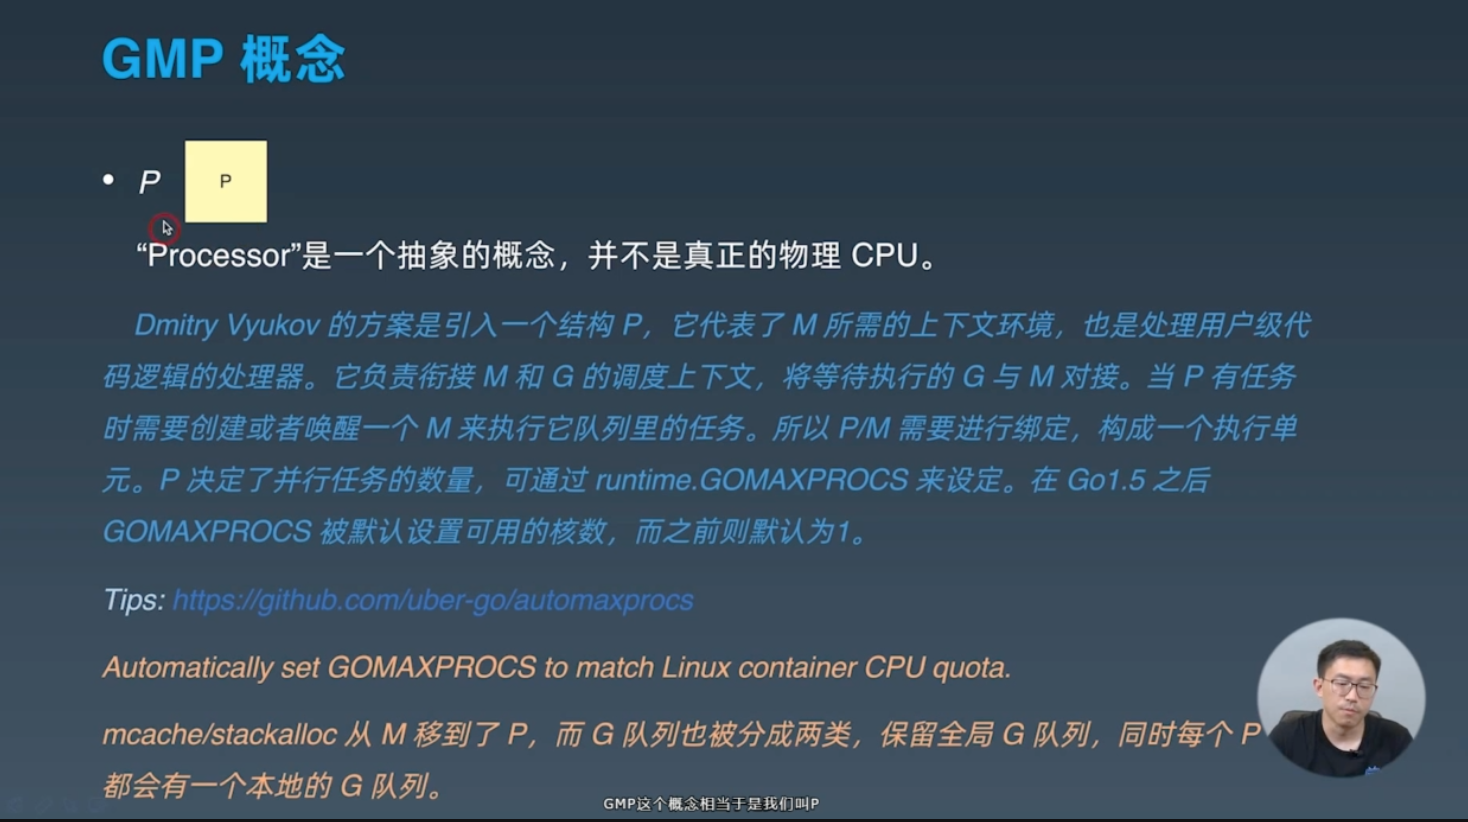 GMP 概念
• P
P
“Processor”是一个抽象的概念，并不是真正的物理 CPU。
Dmitry Vyukov 的方案是引入一个结构 P，它代表了 M 所需的上下文环境，也是处理用户级代
码逻辑的处理器。它负责衔接 M 和 G 的调度上下文，将等待执行的 G 与 M 对接。当 P 有任务
时需要创建或者唤醒一个 M 来执行它队列里的任务。所以 P/M 需要进行绑定，构成一个执行单
元。P 决定了并行任务的数量，可通过 runtime.GOMAXPROCS 来设定。在 Go1.5 之后
GOMAXPROCS 被默认设置可用的核数，而之前则默认为1。
Tips: https://github.com/uber-go/automaxprocs
Automatically set GOMAXPROCS to match Linux container CPU quota.
mcache/stackalloc 从 M 移到了 P，而 G 队列也被分成两类，保留全局 G 队列，同时每个 P
都会有一个本地的 G 队列。
GMP这个概念相当于是我们叫P